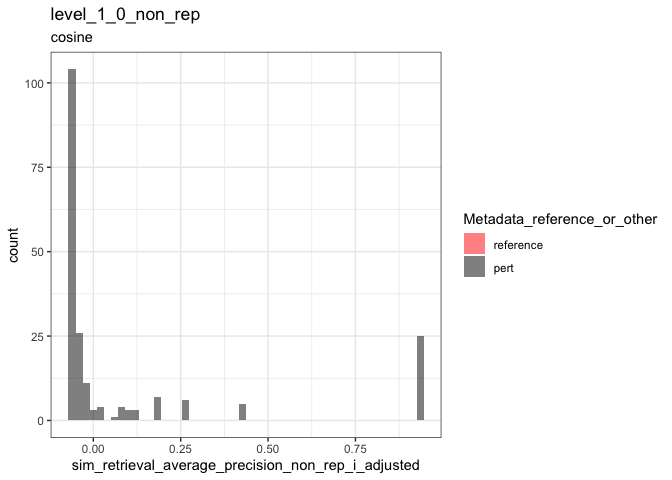 level_1_0_non_rep
cosine
100
75
50
25
0
count
0.00
0.25
0.50
0.75
sim_retrieval_average_precision_non_rep_i_adjusted
Metadata_reference_or_other
reference
pert